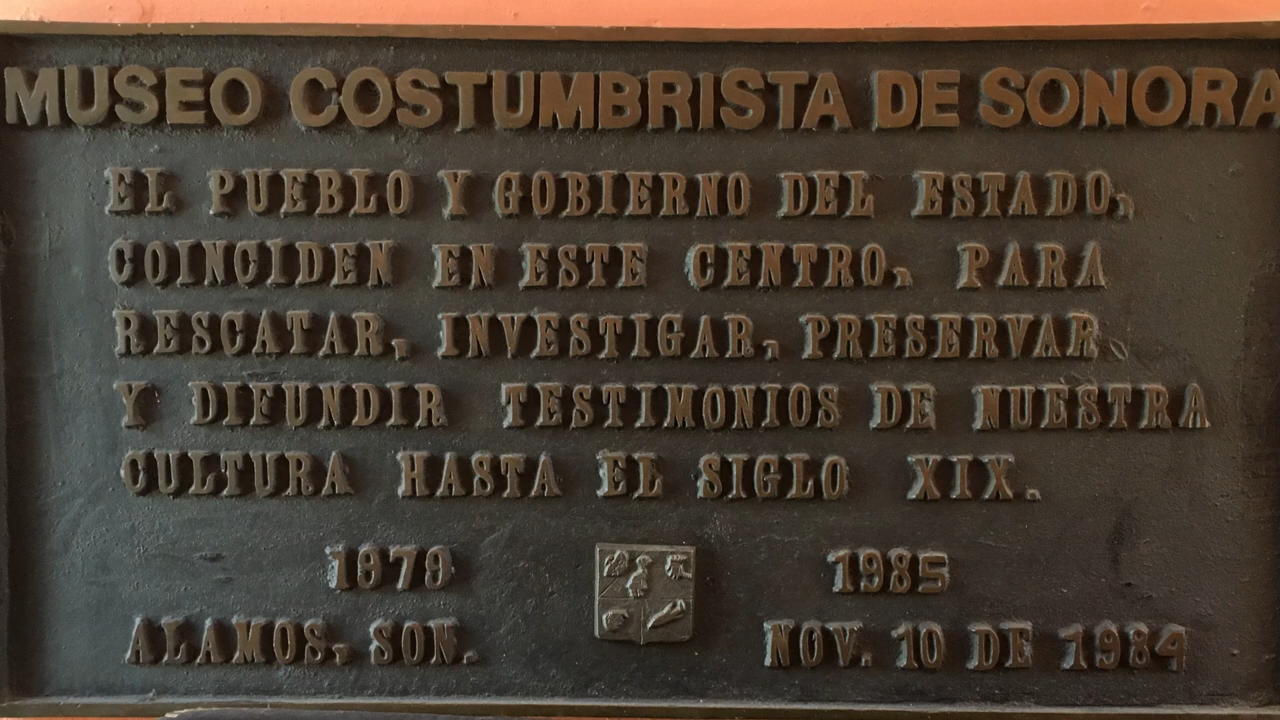 MUSEO COSTUMBRISTA DE SONORA
EL PUEBLO Y GOBIERNO DEL ESTADO,
COINCIDEN EN ESTE CENTRO, PARA
RESCATAR, INVESTIGAR, PRESERVAR
Y DIFUNDIR TESTIMONIOS DE NUESTRA
CULTURA HASTA EL SIGLO XIX.
1979 1985
ALAMOS, SON. NOV. 10 DE 1984